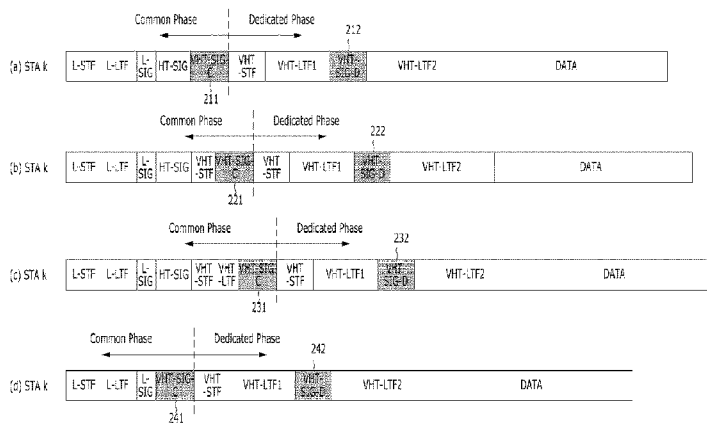 Common Phase Dedicated Phase
212
(a) STA k L-STF L-LTF L-SIG HT-SIG VHT-SIG-C VHT-STF VHT-LTF1 VHT-SIG-D VHT-LTF2 DATA
211
Common Phase Dedicated Phase
222
(b) STA k L-STF L-LTF L-SIG HT-SIG VHT-STF VHT-SIG-C VHT-STF VHT-LTF1 VHT-SIG-D VHT-LTF2 DATA
221
Common Phase Dedicated Phase
232
(c) STA k L-STF L-LTF L-SIG HT-SIG VHT-STF VHT-LTF VHT-SIG-C VHT-STF VHT-LTF1 VHT-SIG-D VHT-LTF2 DATA
231
Common Phase Dedicated Phase
242
(d) STA k L-STF L-LTF L-SIG VHT-SIG-C VHT-STF VHT-LTF1 VHT-SIG-D VHT-LTF2 DATA
241